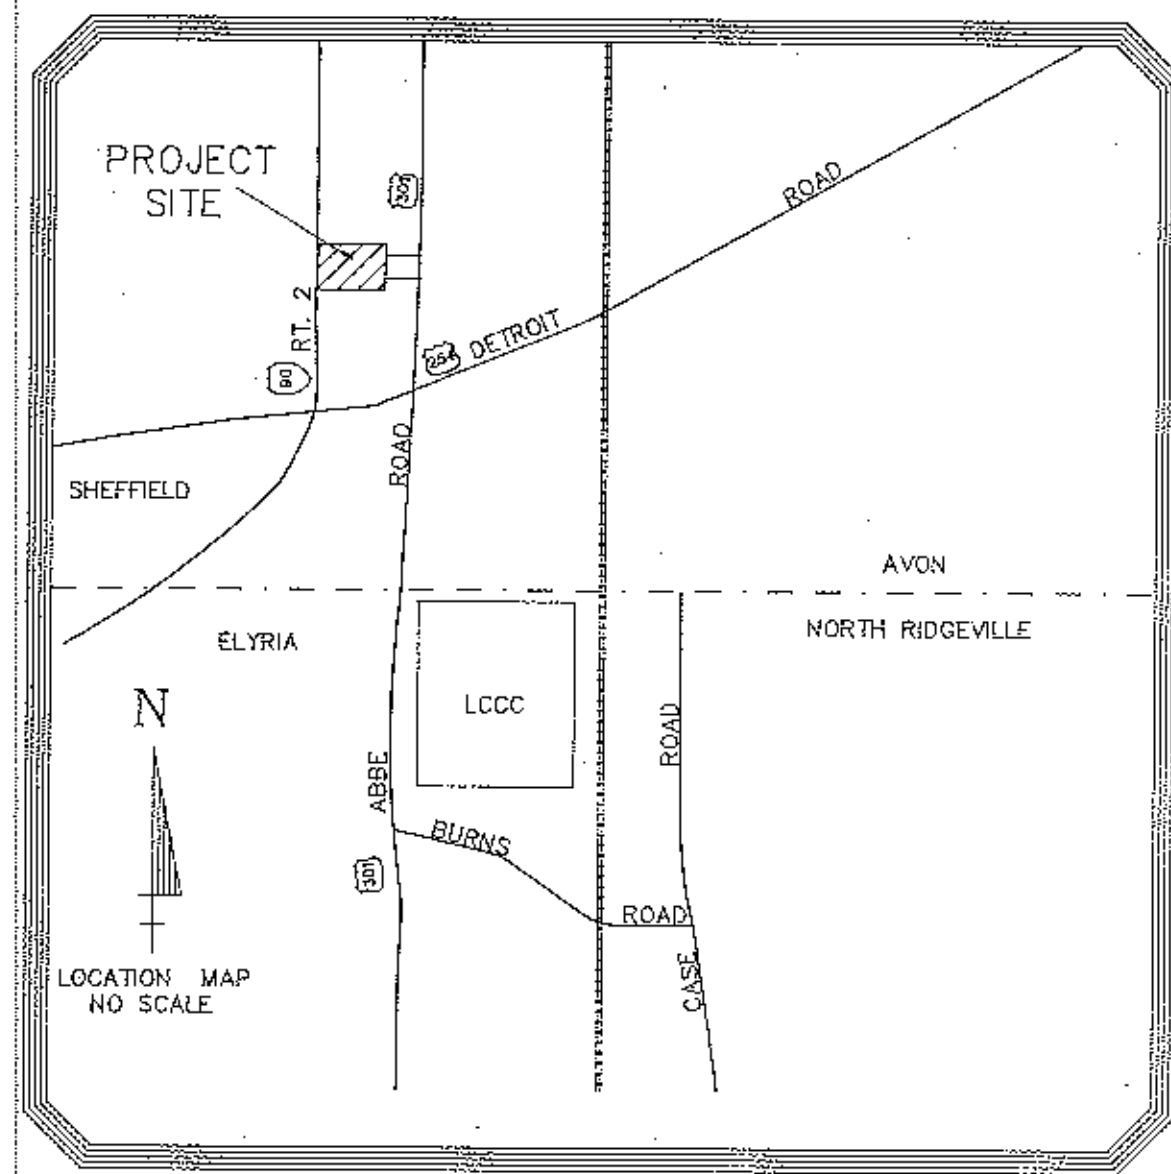 PROJECT
SITE
301
RT. 2
90
254
DETROIT
ROAD
ROAD
SHEFFIELD
AVON
ELYRIA
NORTH RIDGEVILLE
LCCC
ROAD
N
ABBE
BURNS
301
ROAD
CASE
LOCATION MAP
NO SCALE